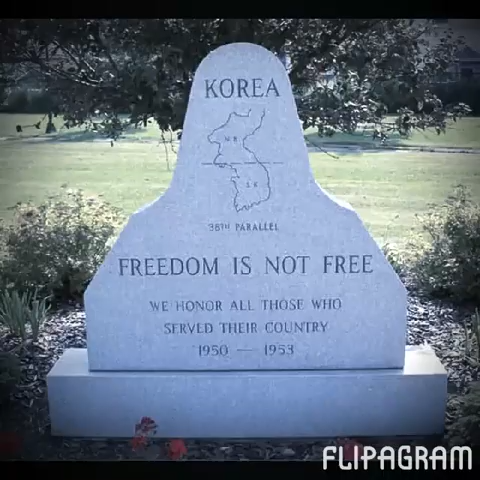 KOREA
N K
S K
38TH PARALLEL
FREEDOM IS NOT FREE
WE HONOR ALL THOSE WHO
SERVED THEIR COUNTRY
1950 — 1953
FLIPAGRAM